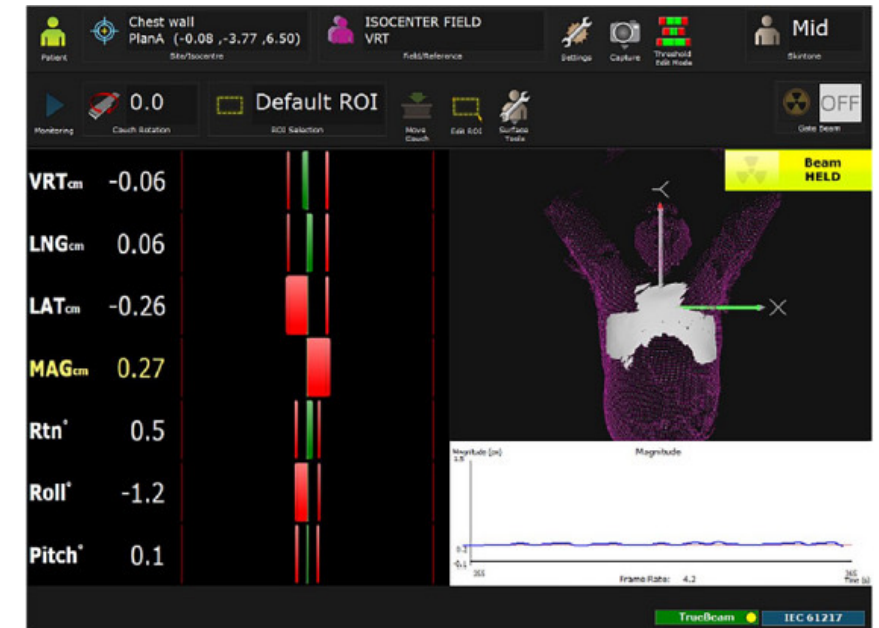 Chest wall
PlanA (-0.08 ,-3.77 ,6.50)
Patient
Site/Isocentre
ISOCENTER FIELD
VRT
Field/Reference
Settings
Capture
Threshold
Edit Mode
Mid
Skintone
Monitoring
0.0
Couch Rotation
Default ROI
ROI Selection
Move
Couch
Edit ROI
Surface
Tools
OFF
Gate Beam
Beam
HELD
VRTcm -0.06
LNGcm 0.06
LATcm -0.26
MAGcm 0.27
Rtn° 0.5
Roll° -1.2
Pitch° 0.1
Y
X
Magnitude
1.5
0.2
-0.1
355
Frame Rate: 4.2
365
Time (s)
TrueBeam
IEC 61217